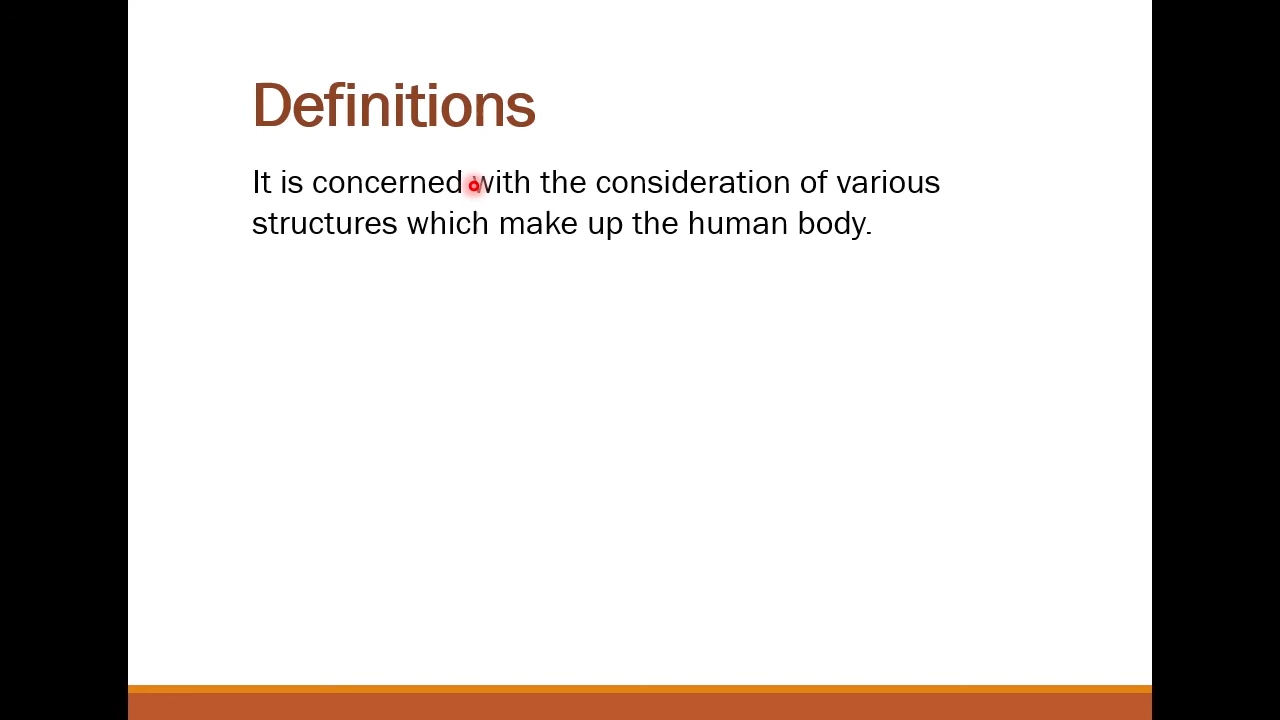 Definitions
It is concerned with the consideration of various
structures which make up the human body.